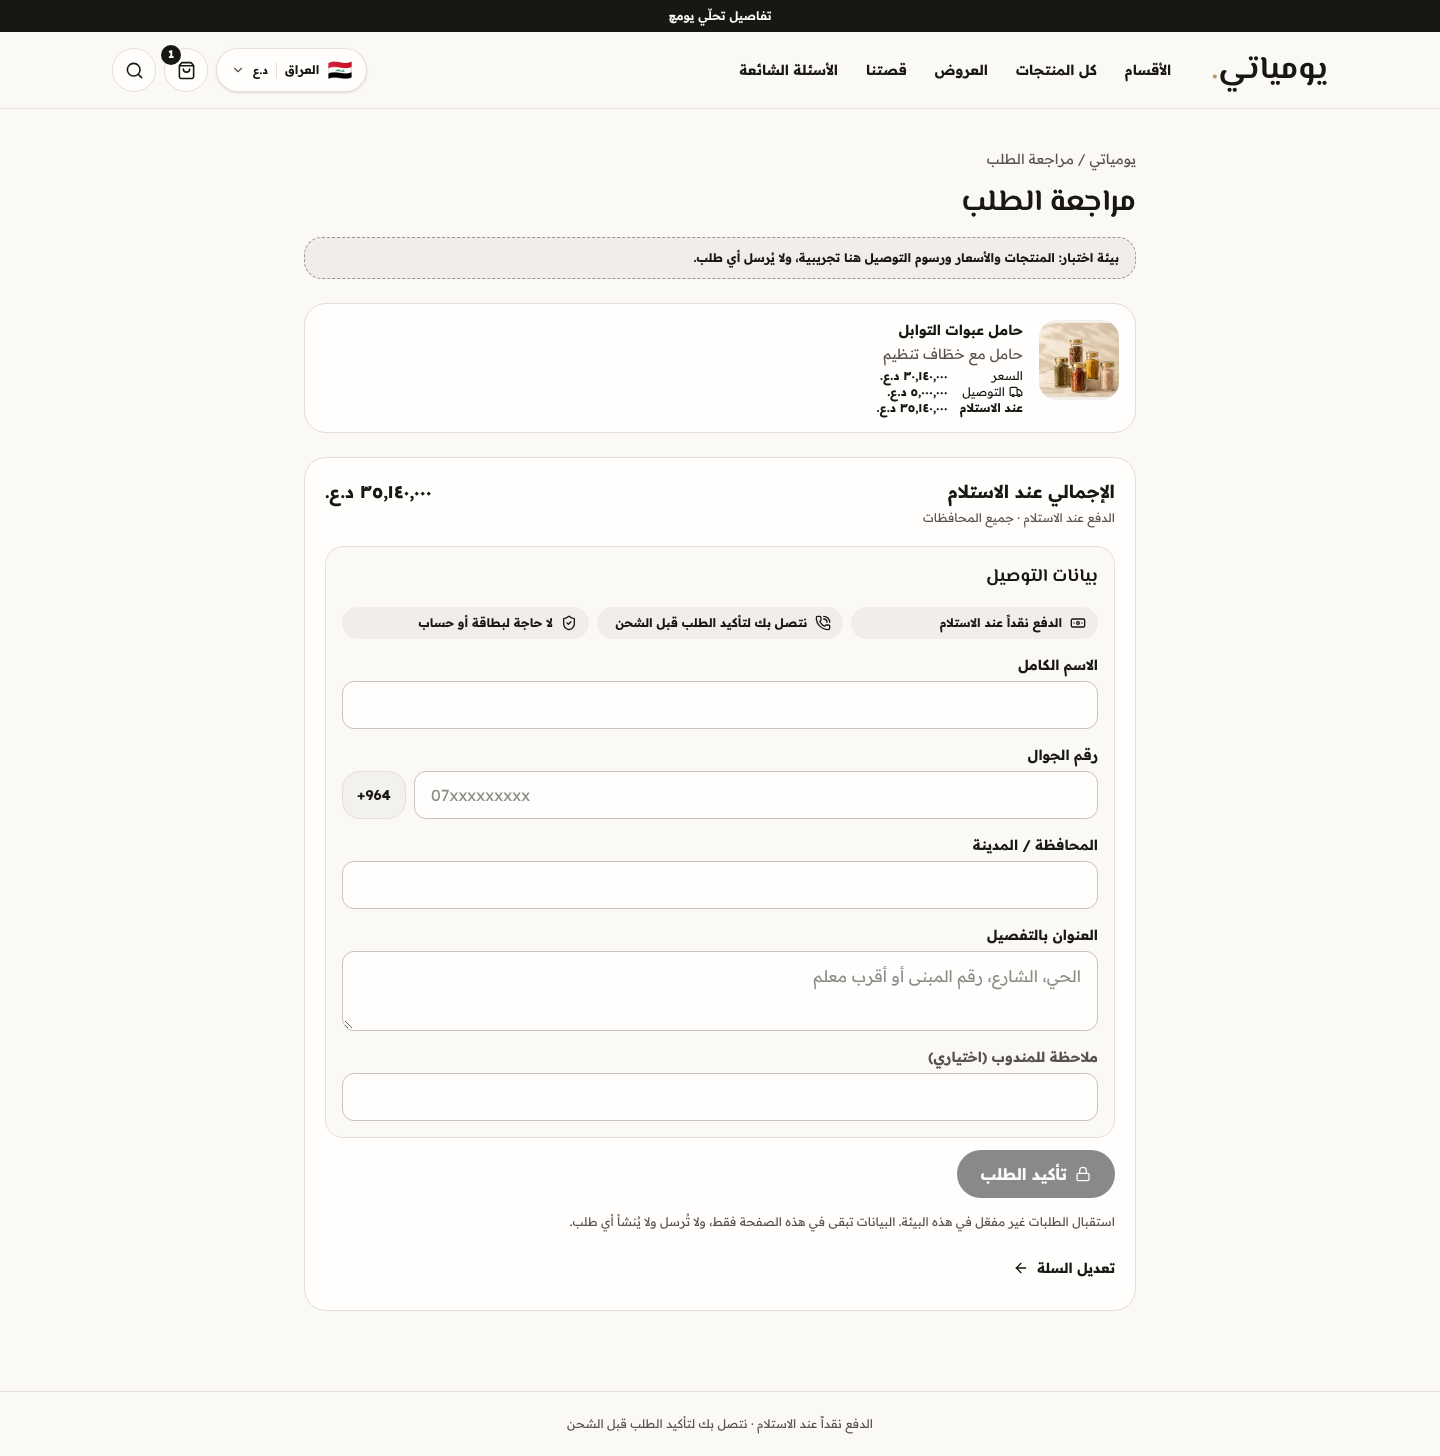 تفاصيل تحلّي يومج
يومياتي.
الأقسام
كل المنتجات
العروض
قصتنا
الأسئلة الشائعة
العراق
د.ع
1
يومياتي / مراجعة الطلب
مراجعة الطلب
بيئة اختبار: المنتجات والأسعار ورسوم التوصيل هنا تجريبية، ولا يُرسل أي طلب.
حامل عبوات التوابل
حامل مع خطّاف تنظيم
السعر ٣٠,١٤٠,٠٠٠ د.ع.
التوصيل ٥,٠٠٠,٠٠٠ د.ع.
عند الاستلام ٣٥,١٤٠,٠٠٠ د.ع.
الإجمالي عند الاستلام ٣٥,١٤٠,٠٠٠ د.ع.
الدفع عند الاستلام · جميع المحافظات
بيانات التوصيل
الدفع نقداً عند الاستلام
نتصل بك لتأكيد الطلب قبل الشحن
لا حاجة لبطاقة أو حساب
الاسم الكامل
رقم الجوال
07xxxxxxxxx
+964
المحافظة / المدينة
العنوان بالتفصيل
الحي، الشارع، رقم المبنى أو أقرب معلم
ملاحظة للمندوب (اختياري)
تأكيد الطلب
استقبال الطلبات غير مفعّل في هذه البيئة. البيانات تبقى في هذه الصفحة فقط، ولا تُرسل ولا يُنشأ أي طلب.
تعديل السلة
الدفع نقداً عند الاستلام · نتصل بك لتأكيد الطلب قبل الشحن